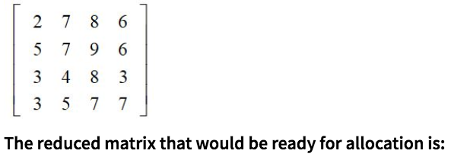 2 7 8 6
5 7 9 6
3 4 8 3
3 5 7 7
The reduced matrix that would be ready for allocation is: